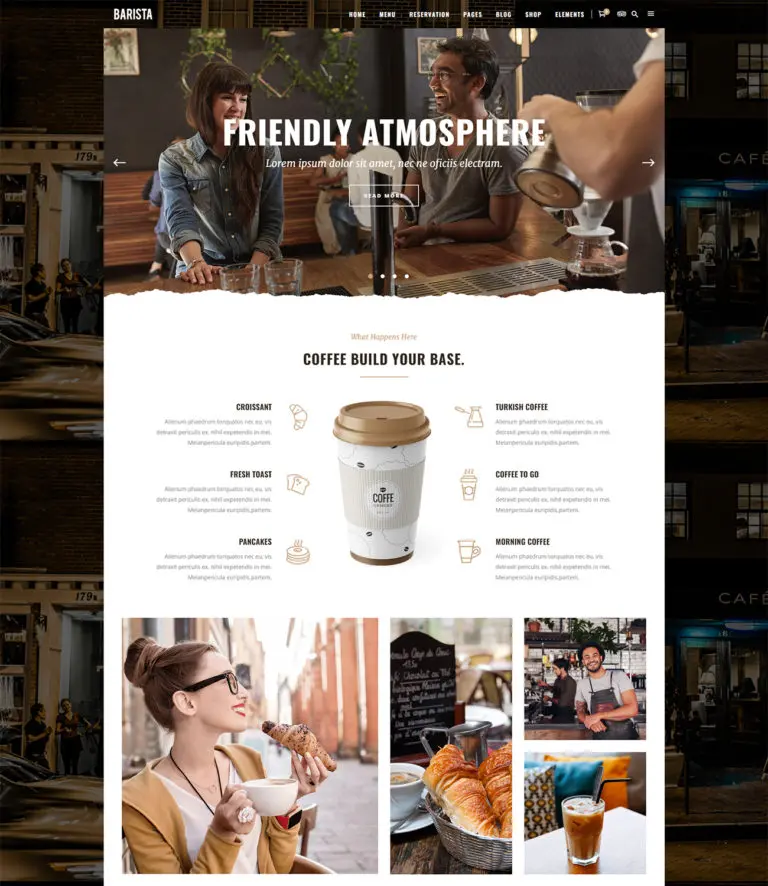 BARISTA
HOME MENU RESERVATION PAGES BLOG SHOP ELEMENTS
179
CAFÉ
FRIENDLY ATMOSPHERE
Lorem ipsum dolor sit amet, nec ne oficiis electram.
READ MORE
What Happens Here
COFFEE BUILD YOUR BASE.
CROISSANT
Alienum phaedrum torquatos nec eu, vis
detraxit periculis ex, nihil expetendis in mei.
Meianpericula euripidis,partem.
FRESH TOAST
Alienum phaedrum torquatos nec eu, vis
detraxit periculis ex, nihil expetendis in mei.
Meianpericula euripidis,partem.
PANCAKES
Alienum phaedrum torquatos nec eu, vis
detraxit periculis ex, nihil expetendis in mei.
Meianpericula euripidis,partem.
COFFE
TURKISH COFFEE
Alienum phaedrum torquatos nec eu, vis
detraxit periculis ex, nihil expetendis in mei.
Meianpericula euripidis,partem.
COFFEE TO GO
Alienum phaedrum torquatos nec eu, vis
detraxit periculis ex, nihil expetendis in mei.
Meianpericula euripidis,partem.
MORNING COFFEE
Alienum phaedrum torquatos nec eu, vis
detraxit periculis ex, nihil expetendis in mei.
Meianpericula euripidis,partem.
179
CAFÉ